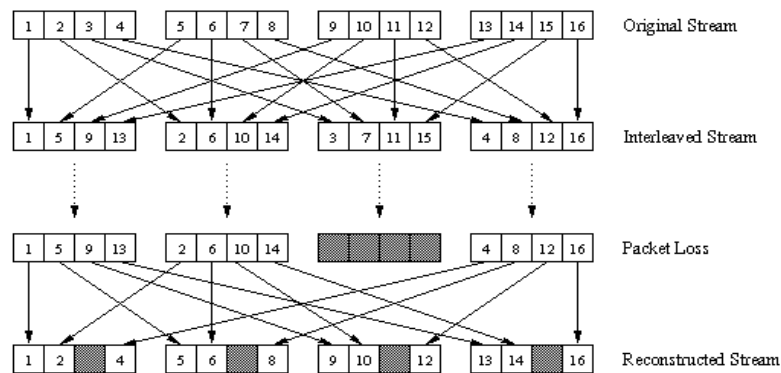 1 2 3 4 5 6 7 8 9 10 11 12 13 14 15 16 Original Stream
1 5 9 13 2 6 10 14 3 7 11 15 4 8 12 16 Interleaved Stream
1 5 9 13 2 6 10 14 4 8 12 16 Packet Loss
1 2 4 5 6 8 9 10 12 13 14 16 Reconstructed Stream